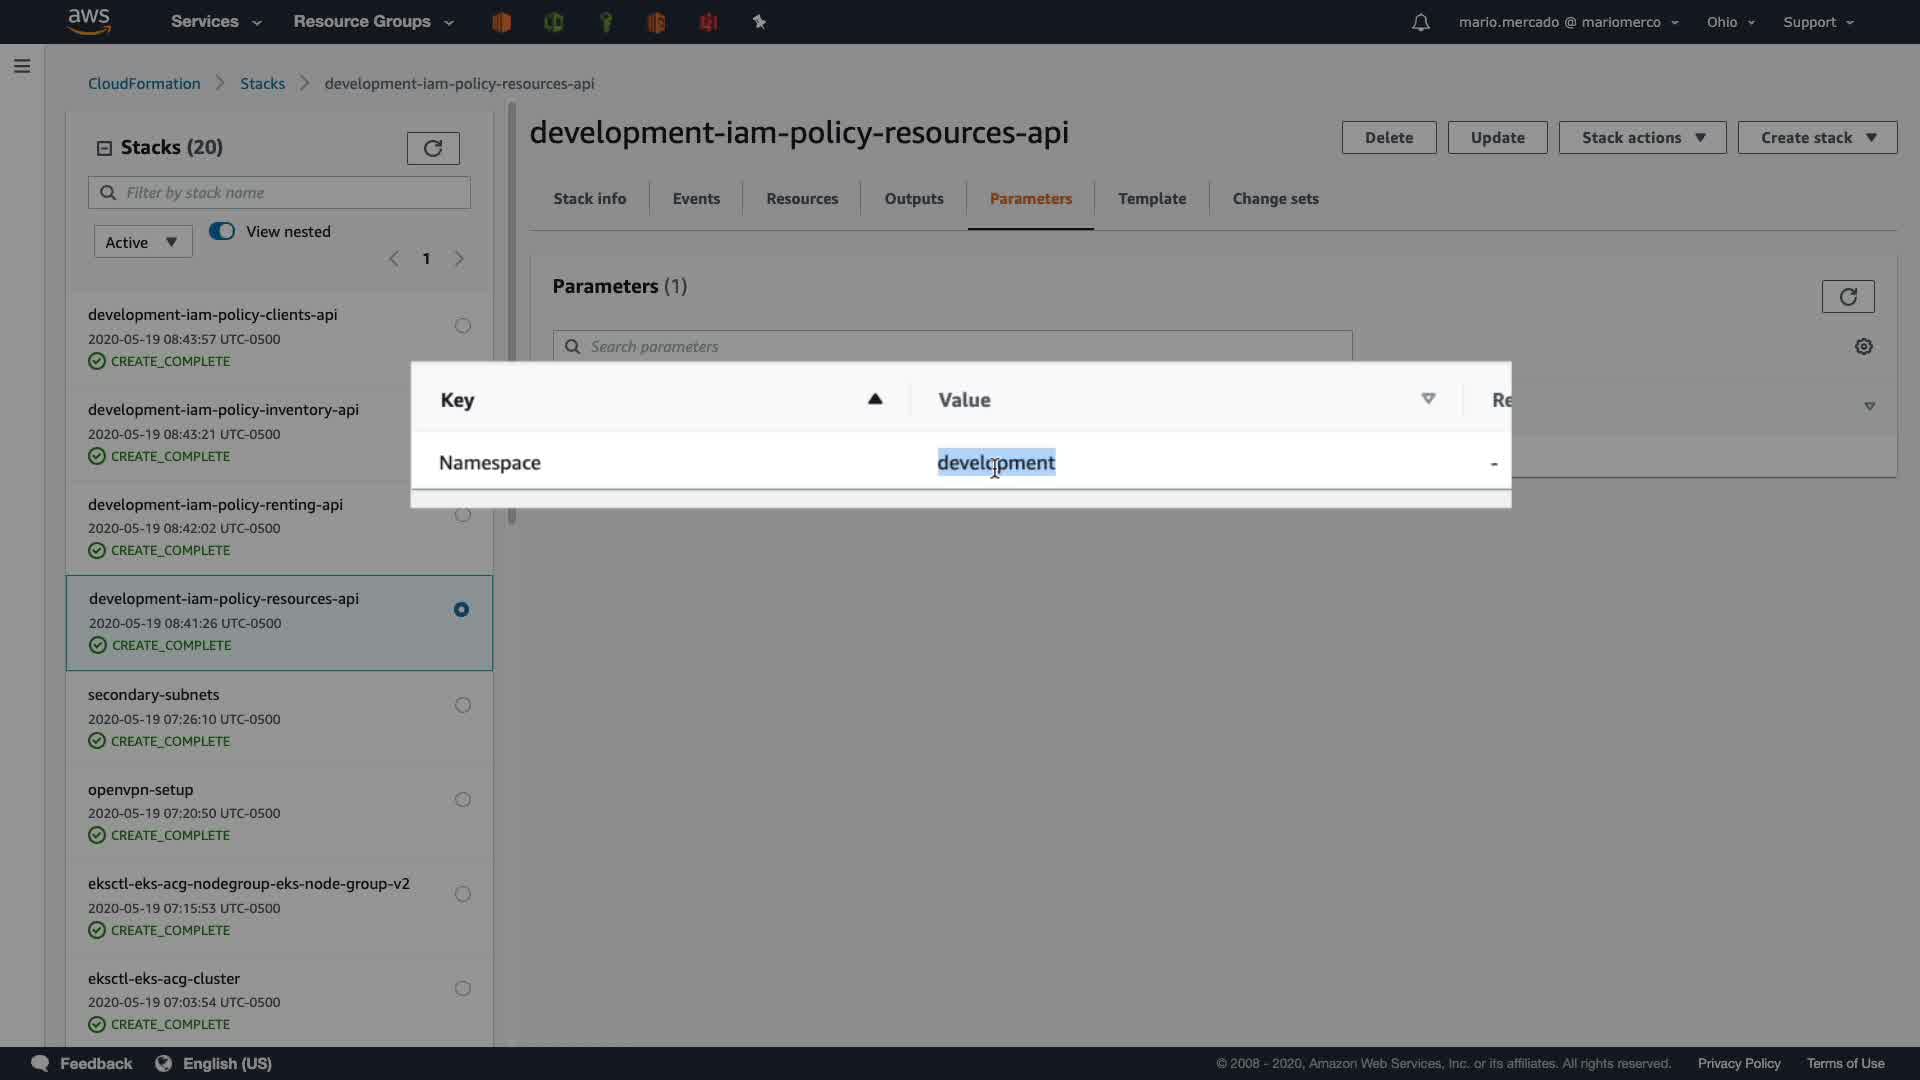 aws
Services
Resource Groups
mario.mercado @ mariomerco
Ohio
Support
CloudFormation
Stacks
development-iam-policy-resources-api
Stacks (20)
Filter by stack name
Active
View nested
1
development-iam-policy-clients-api
2020-05-19 08:43:57 UTC-0500
CREATE_COMPLETE
development-iam-policy-inventory-api
2020-05-19 08:43:21 UTC-0500
CREATE_COMPLETE
development-iam-policy-renting-api
2020-05-19 08:42:02 UTC-0500
CREATE_COMPLETE
development-iam-policy-resources-api
2020-05-19 08:41:26 UTC-0500
CREATE_COMPLETE
secondary-subnets
2020-05-19 07:26:10 UTC-0500
CREATE_COMPLETE
openvpn-setup
2020-05-19 07:20:50 UTC-0500
CREATE_COMPLETE
eksctl-eks-acg-nodegroup-eks-node-group-v2
2020-05-19 07:15:53 UTC-0500
CREATE_COMPLETE
eksctl-eks-acg-cluster
2020-05-19 07:03:54 UTC-0500
CREATE_COMPLETE
development-iam-policy-resources-api
Delete
Update
Stack actions
Create stack
Stack info
Events
Resources
Outputs
Parameters
Template
Change sets
Parameters (1)
Search parameters
Key
Value
Re
Namespace
development
-
Feedback
English (US)
© 2008 - 2020, Amazon Web Services, Inc. or its affiliates. All rights reserved.
Privacy Policy
Terms of Use